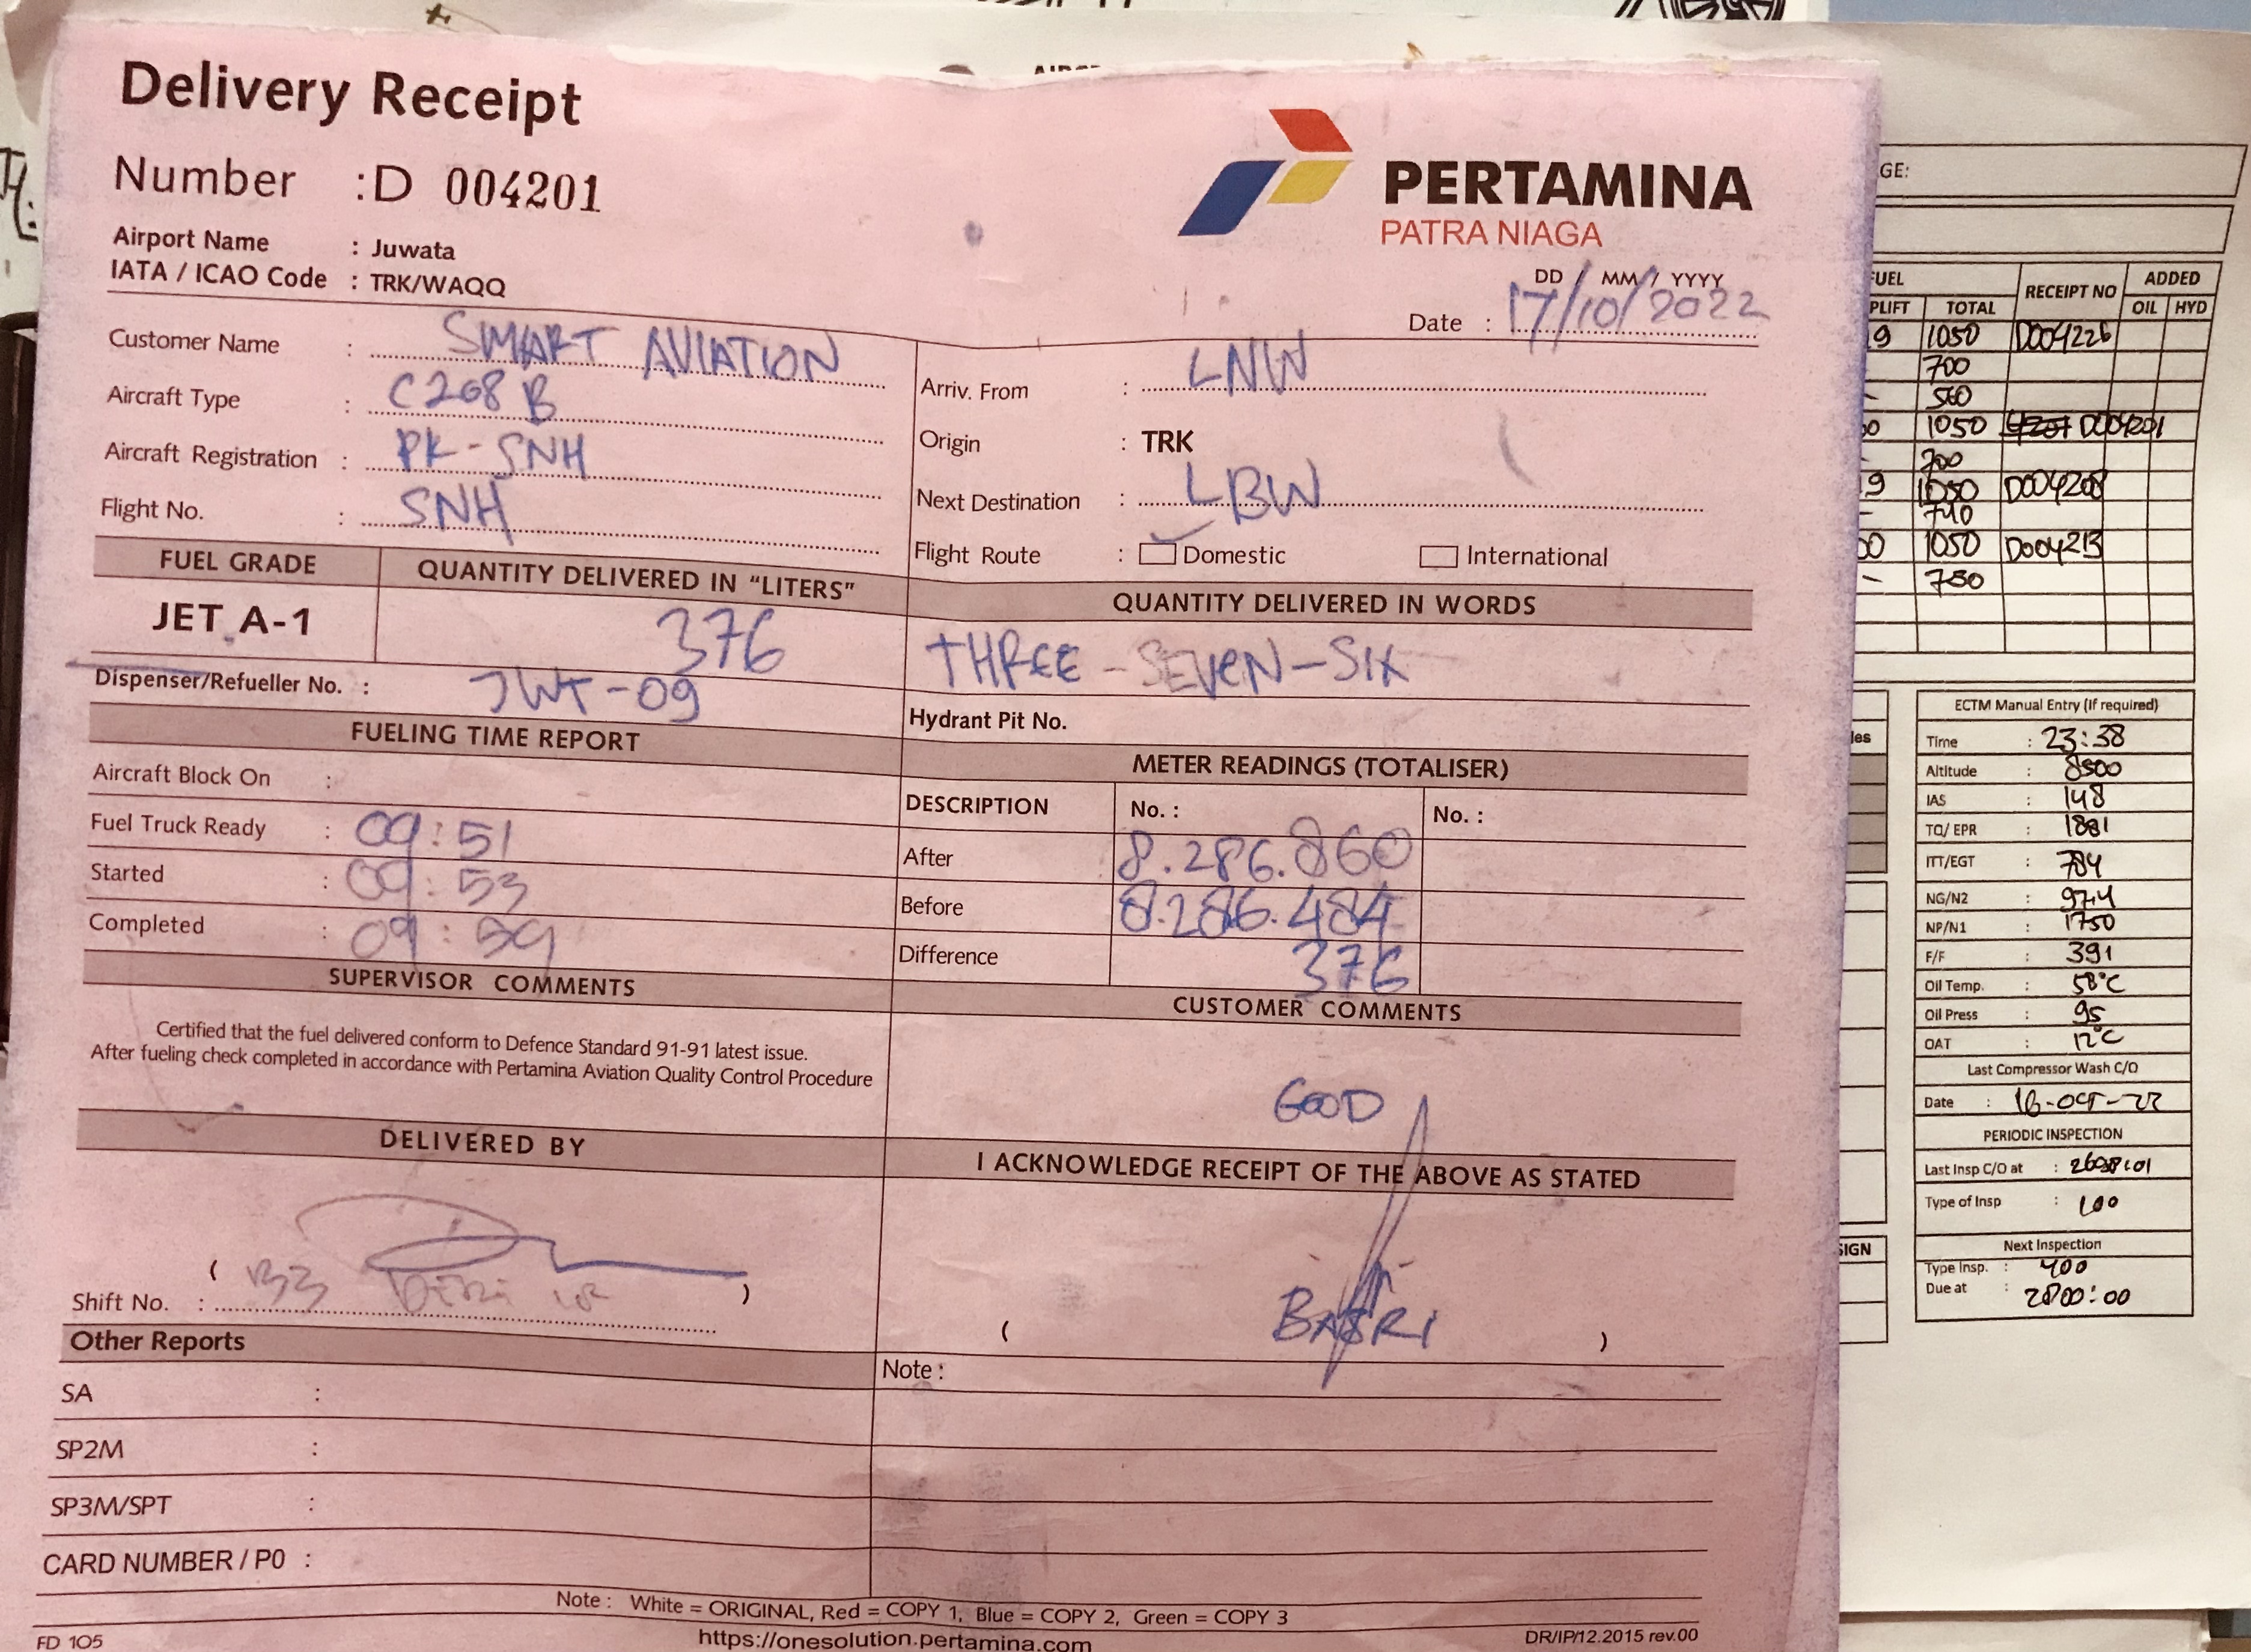 Delivery Receipt
Number :D 004201
PERTAMINA
PATRA NIAGA
Airport Name : Juwata
IATA / ICAO Code : TRK/WAQQ
DD / MM / YYYY
Date : 17/10/2022
Customer Name : SMART AVIATION
Aircraft Type : C208 B
Aircraft Registration : PK-SNH
Flight No. : SNH
Arriv. From : LNW
Origin : TRK
Next Destination : LBW
Flight Route : Domestic International
FUEL GRADE QUANTITY DELIVERED IN "LITERS"
JET A-1 376
QUANTITY DELIVERED IN WORDS
THREE - SEVEN - SIX
Dispenser/Refueller No. : JWT-09
Hydrant Pit No.
FUELING TIME REPORT
Aircraft Block On :
Fuel Truck Ready : 09:51
Started : 09:53
Completed : 09:59
METER READINGS (TOTALISER)
DESCRIPTION No. : No. :
After 8.286.860
Before 8.286.484
Difference 376
SUPERVISOR COMMENTS
Certified that the fuel delivered conform to Defence Standard 91-91 latest issue.
After fueling check completed in accordance with Pertamina Aviation Quality Control Procedure
CUSTOMER COMMENTS
GOOD
DELIVERED BY
( )
Shift No. :
I ACKNOWLEDGE RECEIPT OF THE ABOVE AS STATED
( BASRI )
Other Reports
SA :
SP2M :
SP3M/SPT :
CARD NUMBER / P0 :
Note :
Note : White = ORIGINAL, Red = COPY 1, Blue = COPY 2, Green = COPY 3
https://onesolution.pertamina.com
FD 105
DR/IP/12.2015 rev.00
GE:
FUEL RECEIPT NO ADDED
PLIFT TOTAL OIL HYD
9 1050 D004226
700
560
1050 D004201
700
9 1050 D004208
740
1050 D004213
750
ECTM Manual Entry (If required)
Time : 23:38
Altitude : 8500
IAS : 148
TQ/ EPR : 1881
ITT/EGT : 784
NG/N2 : 97.4
NP/N1 : 1750
F/F : 391
Oil Temp. : 58°C
Oil Press : 95
OAT : 12°C
Last Compressor Wash C/O
Date : 16-OCT-22
PERIODIC INSPECTION
Last Insp C/O at : 2698:01
Type of Insp : 100
Next Inspection
Type Insp. : 400
Due at : 2800:00
SIGN